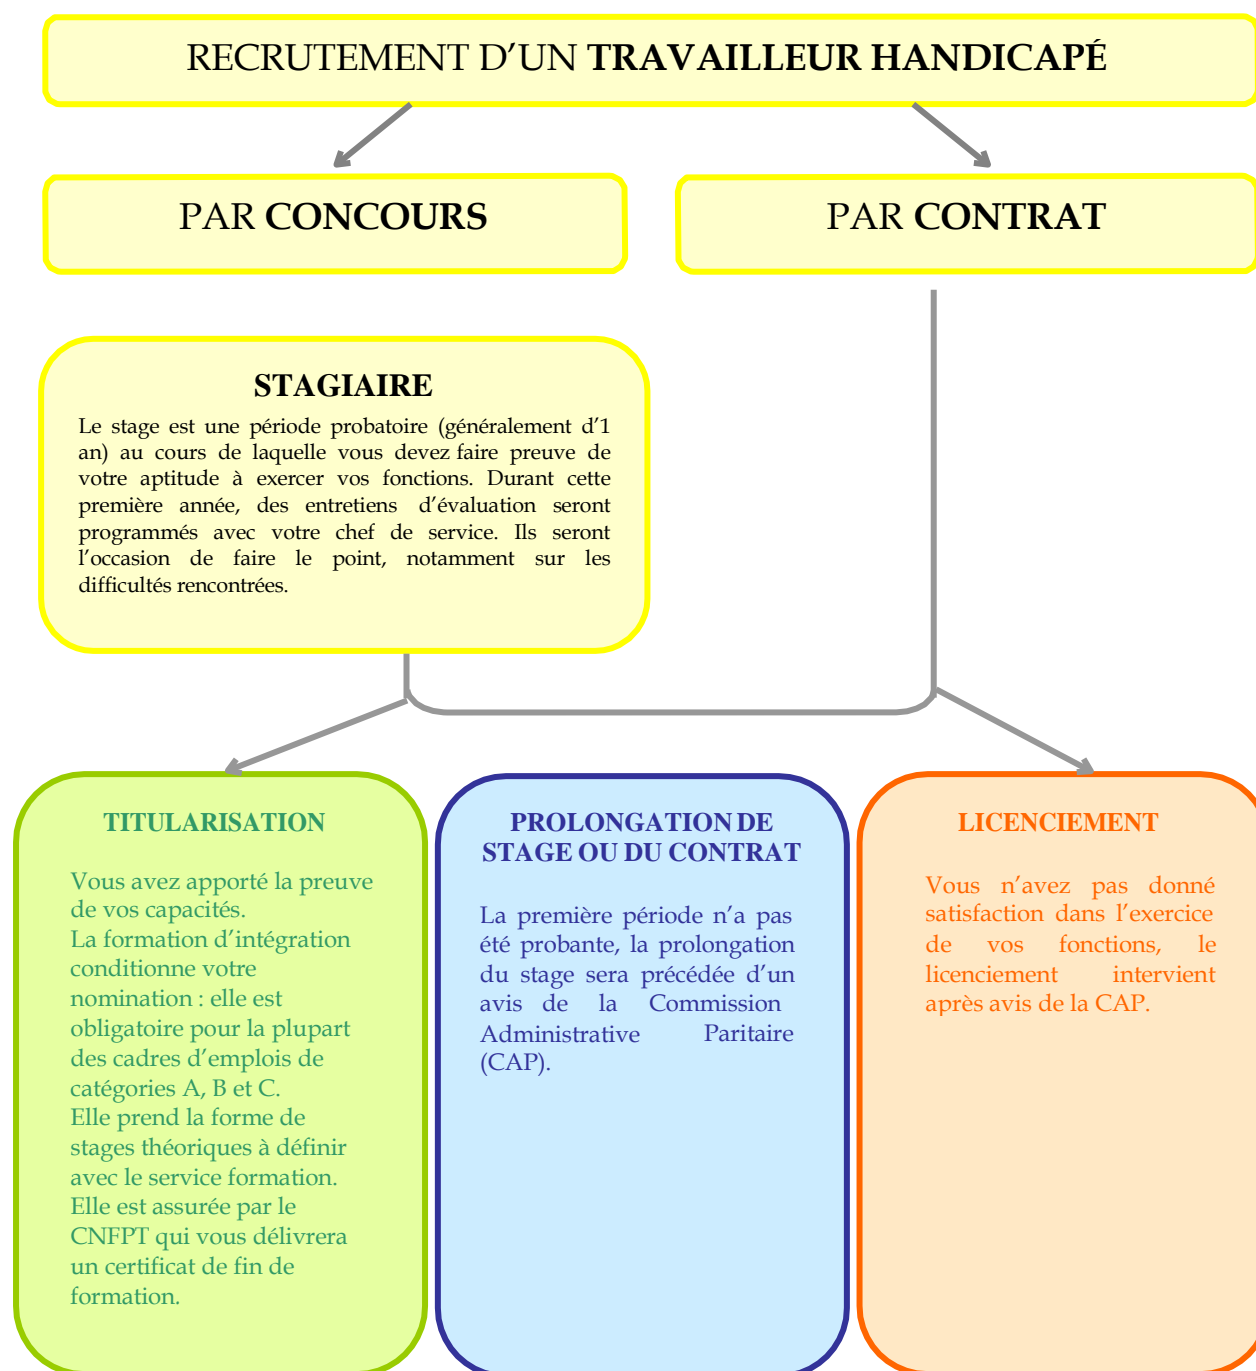 RECRUTEMENT D’UN TRAVAILLEUR HANDICAPÉ
PAR CONCOURS
PAR CONTRAT
STAGIAIRE
Le stage est une période probatoire (généralement d’1
an) au cours de laquelle vous devez faire preuve de
votre aptitude à exercer vos fonctions. Durant cette
première année, des entretiens d’évaluation seront
programmés avec votre chef de service. Ils seront
l’occasion de faire le point, notamment sur les
difficultés rencontrées.
TITULARISATION
Vous avez apporté la preuve
de vos capacités.
La formation d’intégration
conditionne votre
nomination : elle est
obligatoire pour la plupart
des cadres d’emplois de
catégories A, B et C.
Elle prend la forme de
stages théoriques à définir
avec le service formation.
Elle est assurée par le
CNFPT qui vous délivrera
un certificat de fin de
formation.
PROLONGATION DE
STAGE OU DU CONTRAT
La première période n’a pas
été probante, la prolongation
du stage sera précédée d’un
avis de la Commission
Administrative Paritaire
(CAP).
LICENCIEMENT
Vous n’avez pas donné
satisfaction dans l’exercice
de vos fonctions, le
licenciement intervient
après avis de la CAP.